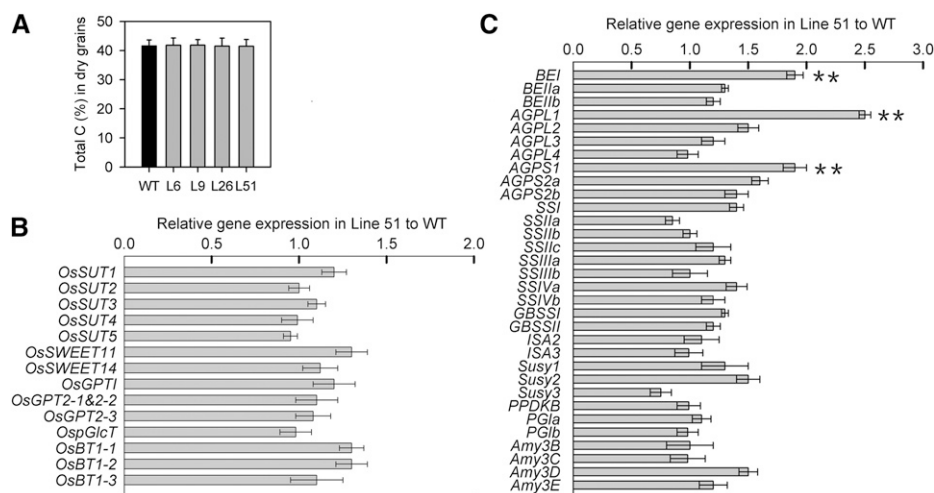 A
Total C (%) in dry grains
50
40
30
20
10
0
WT L6 L9 L26 L51
B
Relative gene expression in Line 51 to WT
0.0 0.5 1.0 1.5 2.0
OsSUT1
OsSUT2
OsSUT3
OsSUT4
OsSUT5
OsSWEET11
OsSWEET14
OsGPTI
OsGPT2-1&2-2
OsGPT2-3
OspGlcT
OsBT1-1
OsBT1-2
OsBT1-3
C
Relative gene expression in Line 51 to WT
0.0 0.5 1.0 1.5 2.0 2.5 3.0
BEI **
BEIIa
BEIIb
AGPL1 **
AGPL2
AGPL3
AGPL4
AGPS1 **
AGPS2a
AGPS2b
SSI
SSIIa
SSIIb
SSIIc
SSIIIa
SSIIIb
SSIVa
SSIVb
GBSSI
GBSSII
ISA2
ISA3
Susy1
Susy2
Susy3
PPDKB
PGIa
PGIb
Amy3B
Amy3C
Amy3D
Amy3E